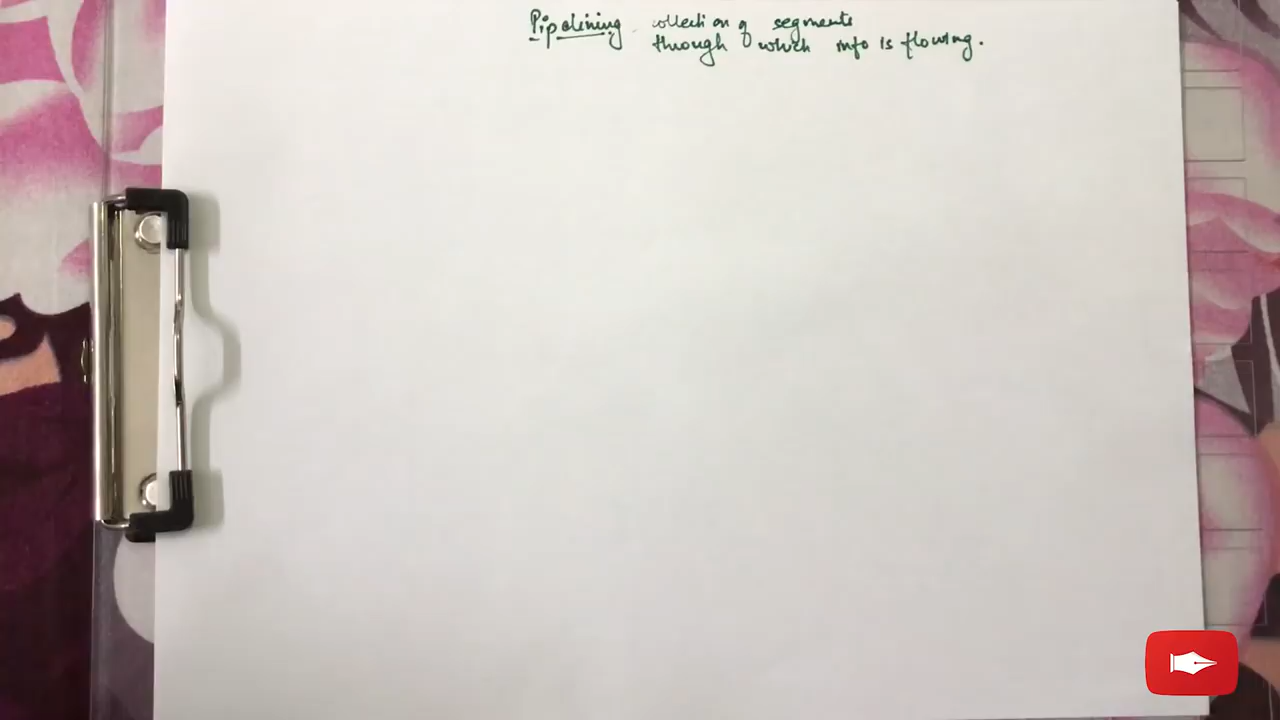 Pipelining - collection of segments
through which info is flowing.